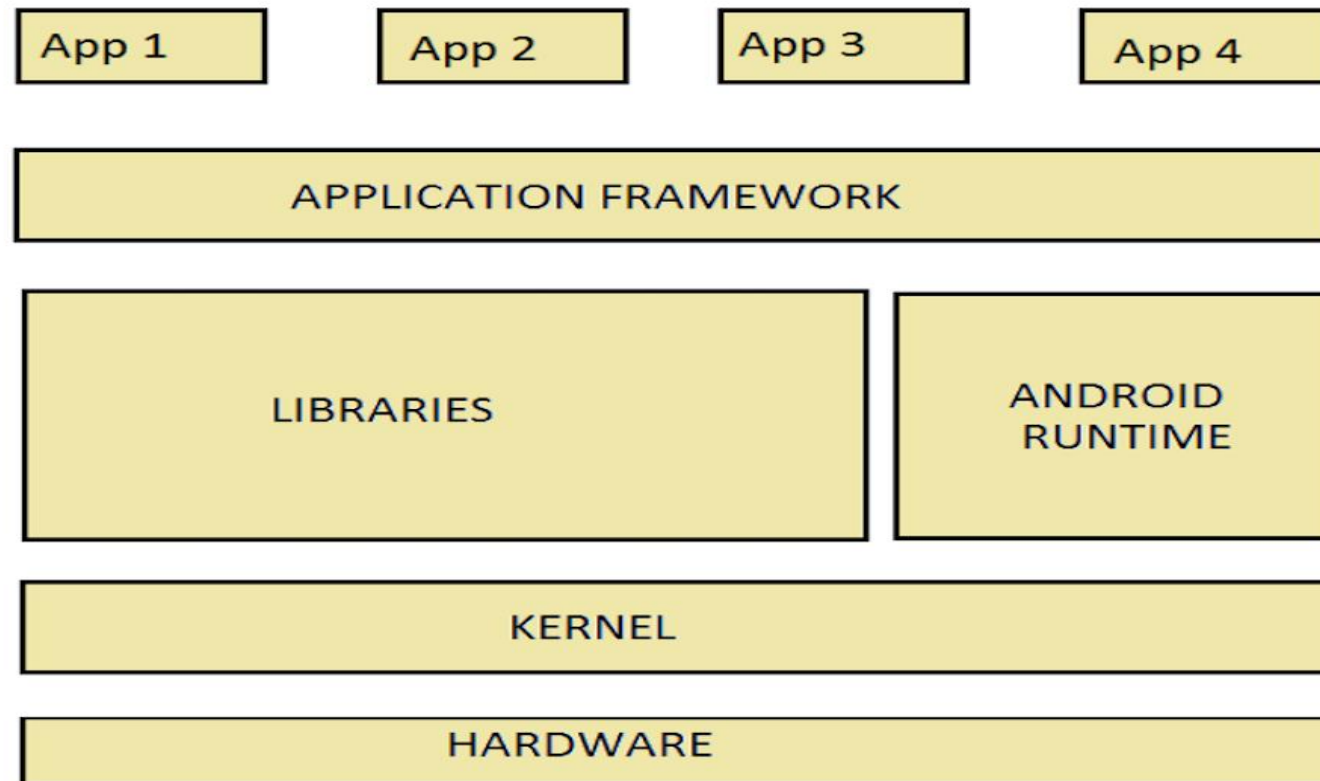 App 1
App 2
App 3
App 4
APPLICATION FRAMEWORK
LIBRARIES
ANDROID
RUNTIME
KERNEL
HARDWARE